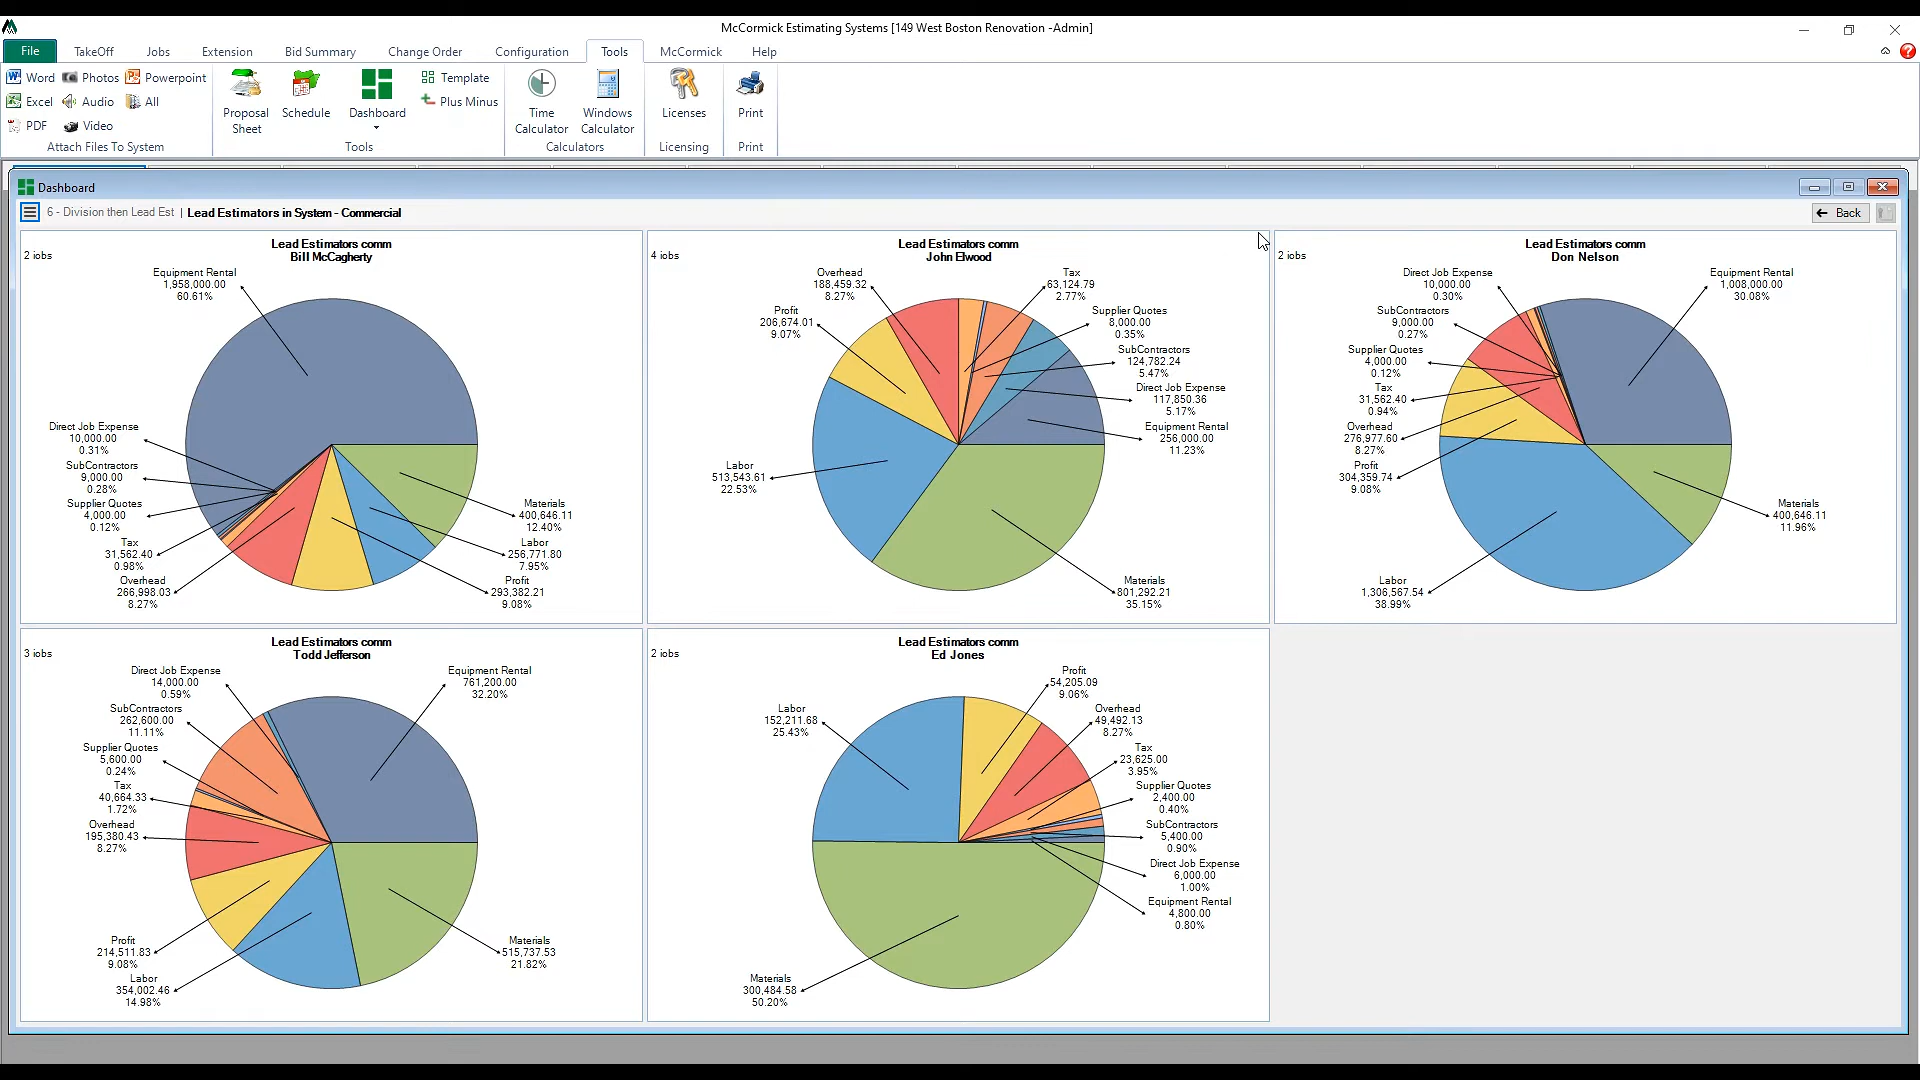 McCormick Estimating Systems [149 West Boston Renovation -Admin]
File TakeOff Jobs Extension Bid Summary Change Order Configuration Tools McCormick Help
Word Photos Powerpoint
Excel Audio All
PDF Video
Attach Files To System
Proposal Sheet
Schedule
Dashboard
Template
Plus Minus
Tools
Time Calculator
Windows Calculator
Calculators
Licenses
Licensing
Print
Print
Dashboard
6 - Division then Lead Est | Lead Estimators in System - Commercial
Back
Lead Estimators comm
Bill McCagherty
2 jobs
Equipment Rental
1,958,000.00
60.61%
Direct Job Expense
10,000.00
0.31%
SubContractors
9,000.00
0.28%
Supplier Quotes
4,000.00
0.12%
Tax
31,562.40
0.98%
Overhead
266,998.03
8.27%
Materials
400,646.11
12.40%
Labor
256,771.80
7.95%
Profit
293,382.21
9.08%
Lead Estimators comm
John Elwood
4 jobs
Overhead
188,459.32
8.27%
Profit
206,674.01
9.07%
Labor
513,543.61
22.53%
Tax
63,124.79
2.77%
Supplier Quotes
8,000.00
0.35%
SubContractors
124,782.24
5.47%
Direct Job Expense
117,850.36
5.17%
Equipment Rental
256,000.00
11.23%
Materials
801,292.21
35.15%
Lead Estimators comm
Don Nelson
2 jobs
Direct Job Expense
10,000.00
0.30%
SubContractors
9,000.00
0.27%
Supplier Quotes
4,000.00
0.12%
Tax
31,562.40
0.94%
Overhead
276,977.60
8.27%
Profit
304,359.74
9.08%
Labor
1,306,567.54
38.99%
Equipment Rental
1,008,000.00
30.08%
Materials
400,646.11
11.96%
Lead Estimators comm
Todd Jefferson
3 jobs
Direct Job Expense
14,000.00
0.59%
SubContractors
262,600.00
11.11%
Supplier Quotes
5,600.00
0.24%
Tax
40,664.33
1.72%
Overhead
195,380.43
8.27%
Profit
214,511.83
9.08%
Labor
354,002.46
14.98%
Equipment Rental
761,200.00
32.20%
Materials
515,737.53
21.82%
Lead Estimators comm
Ed Jones
2 jobs
Labor
152,211.68
25.43%
Profit
54,205.09
9.06%
Overhead
49,492.13
8.27%
Tax
23,625.00
3.95%
Supplier Quotes
2,400.00
0.40%
SubContractors
5,400.00
0.90%
Direct Job Expense
6,000.00
1.00%
Equipment Rental
4,800.00
0.80%
Materials
300,484.58
50.20%